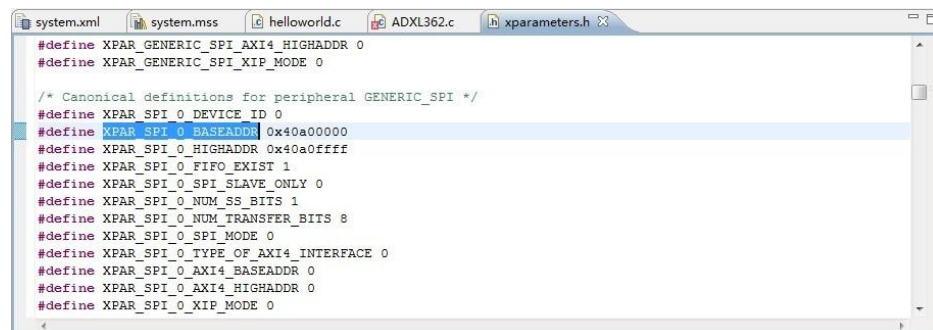 system.xml system.mss helloworld.c ADXL362.c xparameters.h
#define XPAR_GENERIC_SPI_AXI4_HIGHADDR 0
#define XPAR_GENERIC_SPI_XIP_MODE 0
/* Canonical definitions for peripheral GENERIC_SPI */
#define XPAR_SPI_0_DEVICE_ID 0
#define XPAR_SPI_0_BASEADDR 0x40a00000
#define XPAR_SPI_0_HIGHADDR 0x40a0ffff
#define XPAR_SPI_0_FIFO_EXIST 1
#define XPAR_SPI_0_SPI_SLAVE_ONLY 0
#define XPAR_SPI_0_NUM_SS_BITS 1
#define XPAR_SPI_0_NUM_TRANSFER_BITS 8
#define XPAR_SPI_0_SPI_MODE 0
#define XPAR_SPI_0_TYPE_OF_AXI4_INTERFACE 0
#define XPAR_SPI_0_AXI4_BASEADDR 0
#define XPAR_SPI_0_AXI4_HIGHADDR 0
#define XPAR_SPI_0_XIP_MODE 0